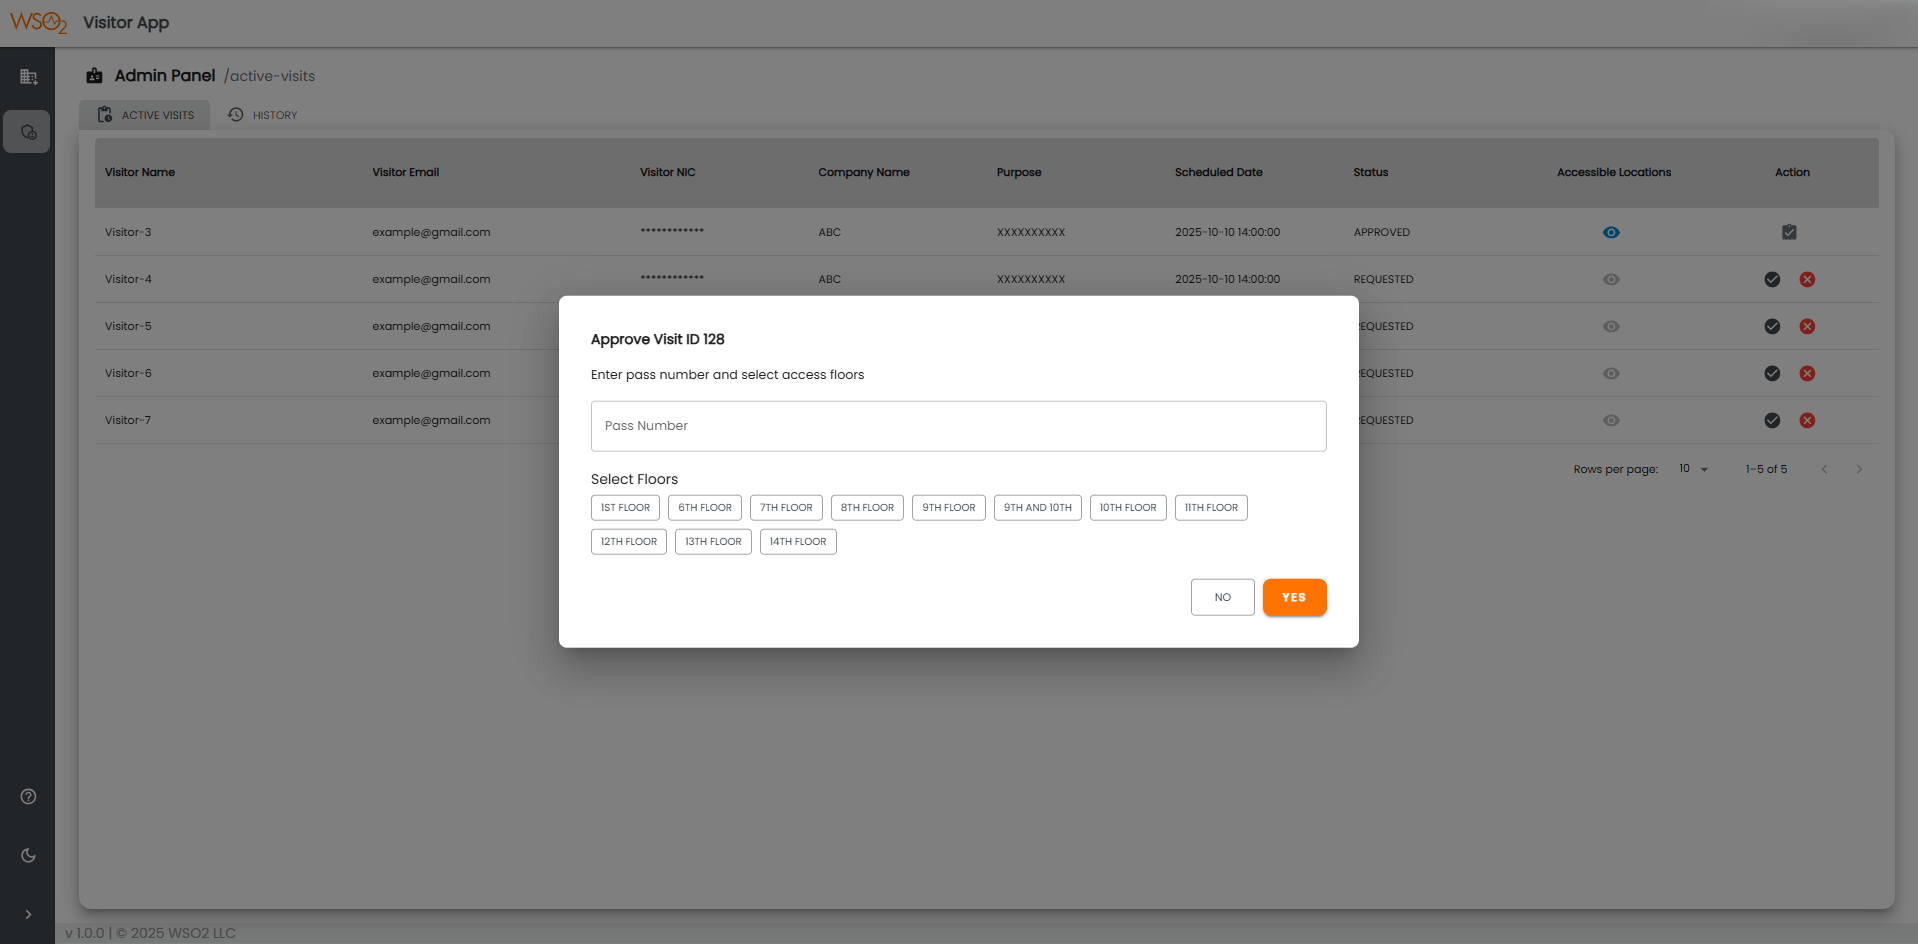 WSO2 Visitor App
Admin Panel /active-visits
ACTIVE VISITS HISTORY
Visitor Name Visitor Email Visitor NIC Company Name Purpose Scheduled Date Status Accessible Locations Action
Visitor-3 example@gmail.com ************ ABC XXXXXXXXXX 2025-10-10 14:00:00 APPROVED
Visitor-4 example@gmail.com ************ ABC XXXXXXXXXX 2025-10-10 14:00:00 REQUESTED
Visitor-5 example@gmail.com EQUESTED
Visitor-6 example@gmail.com EQUESTED
Visitor-7 example@gmail.com EQUESTED
Rows per page: 10 1-5 of 5
Approve Visit ID 128
Enter pass number and select access floors
Pass Number
Select Floors
1ST FLOOR 6TH FLOOR 7TH FLOOR 8TH FLOOR 9TH FLOOR 9TH AND 10TH 10TH FLOOR 11TH FLOOR
12TH FLOOR 13TH FLOOR 14TH FLOOR
NO YES
v 1.0.0 | © 2025 WSO2 LLC